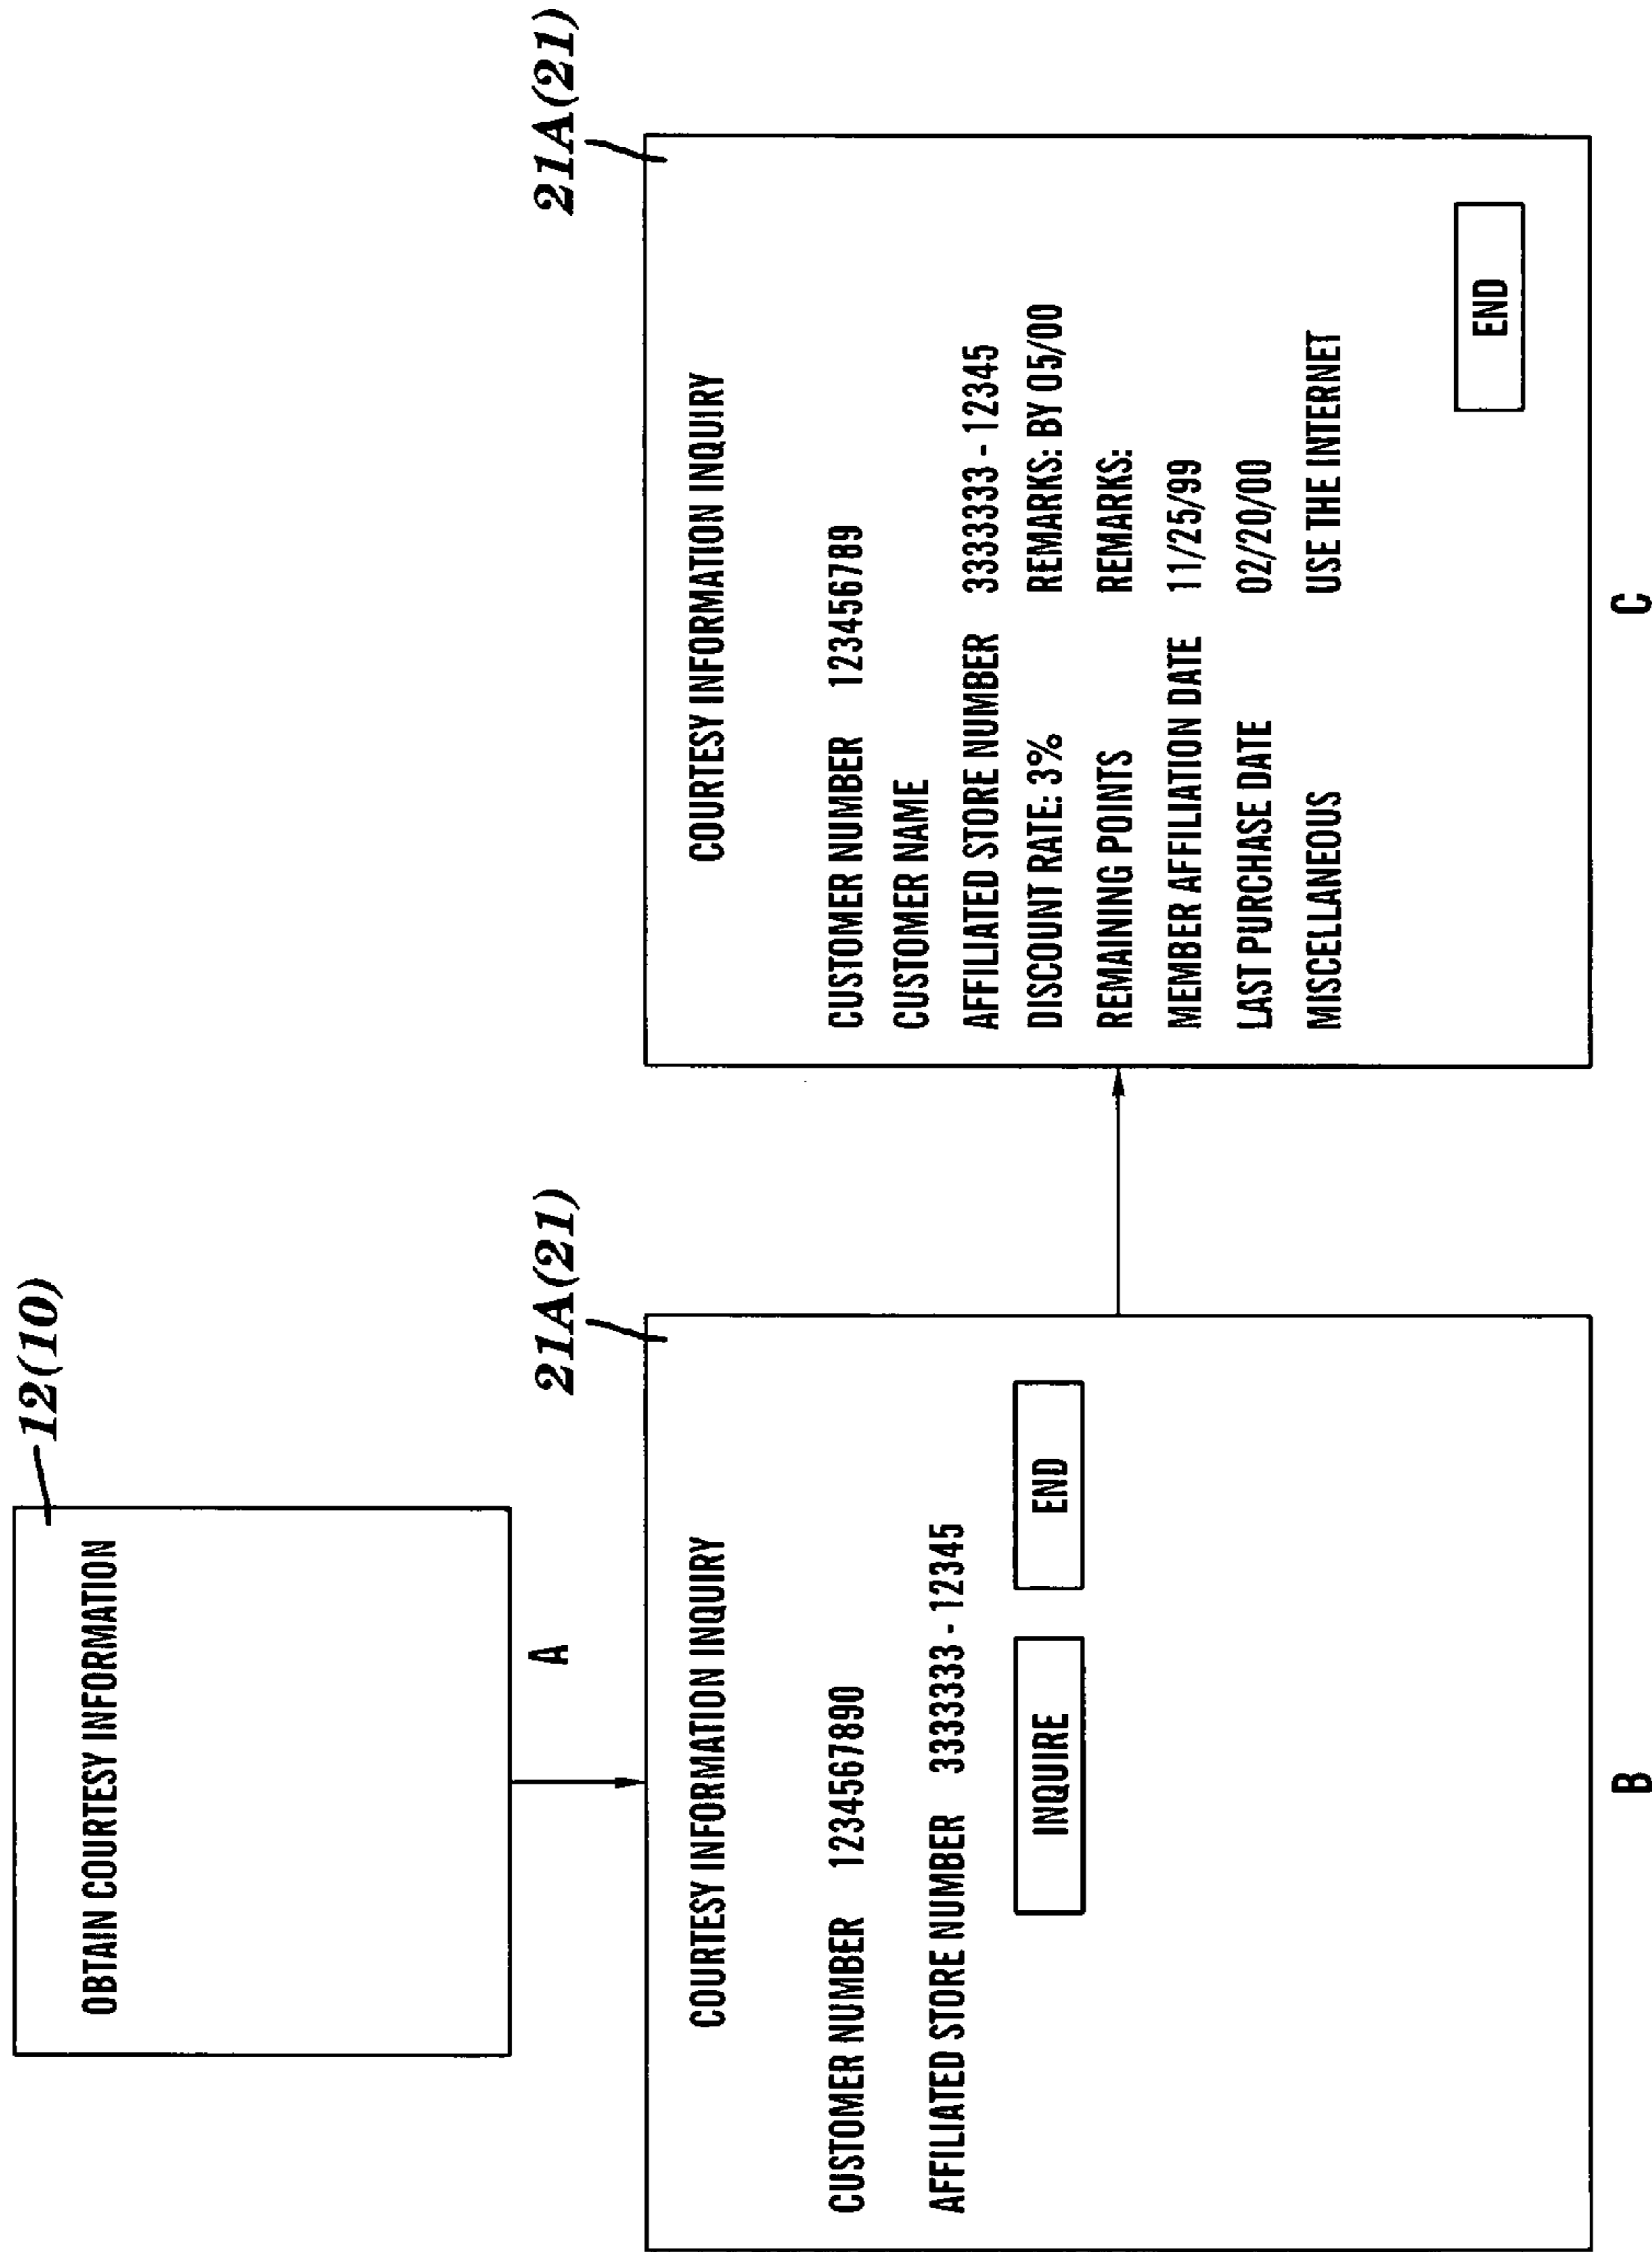 12(10)
OBTAIN COURTESY INFORMATION
A
21A(21)
COURTESY INFORMATION INQUIRY
CUSTOMER NUMBER 1234567890
AFFILIATED STORE NUMBER 3333333 - 12345
INQUIRE END
B
21A(21)
COURTESY INFORMATION INQUIRY
CUSTOMER NUMBER 123456789
CUSTOMER NAME
AFFILIATED STORE NUMBER 3333333 - 12345
DISCOUNT RATE: 3% REMARKS: BY 05/00
REMAINING POINTS REMARKS:
MEMBER AFFILIATION DATE 11/25/99
LAST PURCHASE DATE 02/20/00
MISCELLANEOUS USE THE INTERNET
END
C